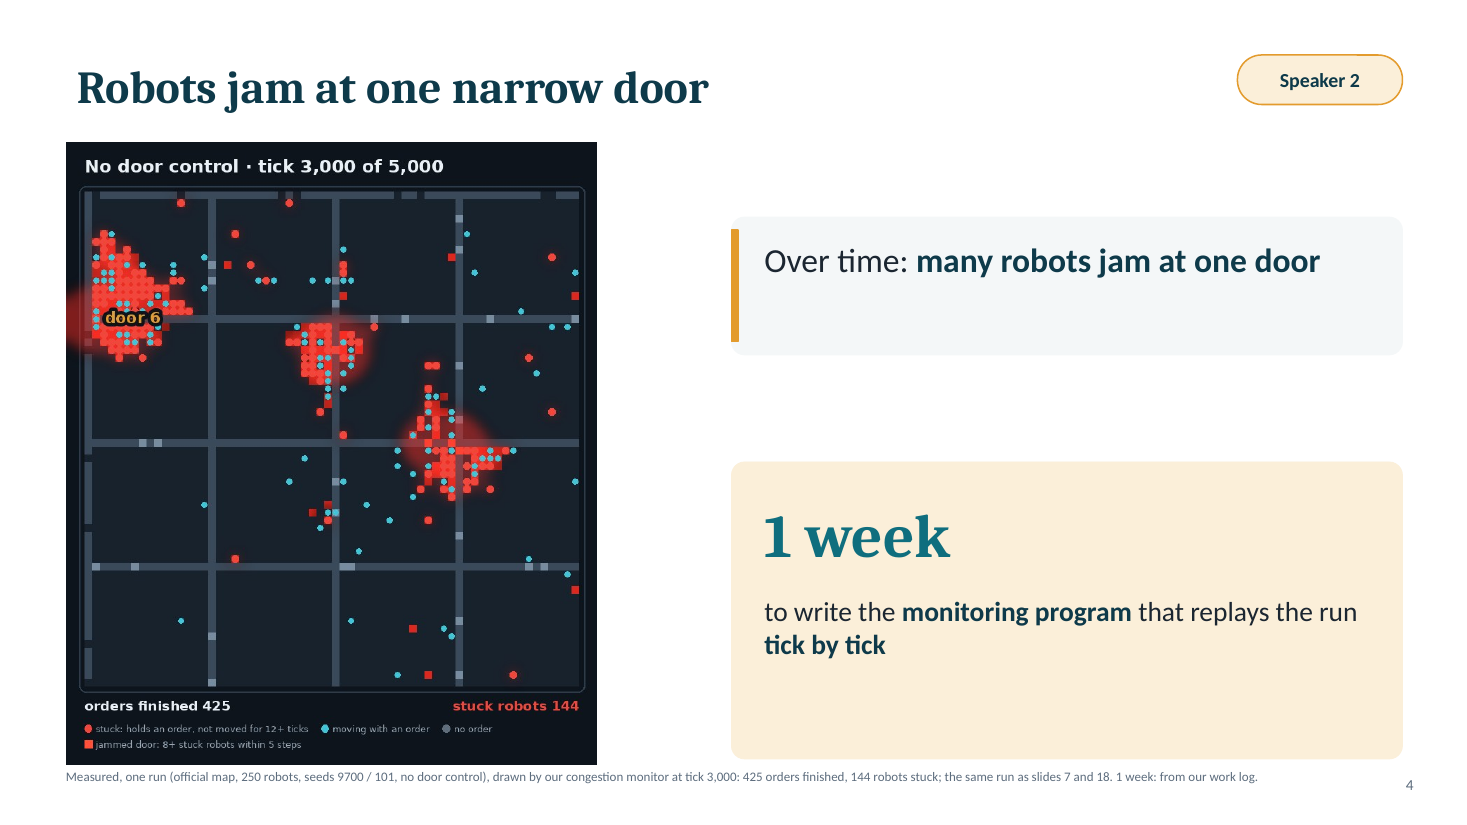 Robots jam at one narrow door
Speaker 2
No door control · tick 3,000 of 5,000
door 6
orders finished 425
stuck robots 144
stuck: holds an order, not moved for 12+ ticks
moving with an order
no order
jammed door: 8+ stuck robots within 5 steps
Over time: many robots jam at one door
1 week
to write the monitoring program that replays the run
tick by tick
Measured, one run (official map, 250 robots, seeds 9700 / 101, no door control), drawn by our congestion monitor at tick 3,000: 425 orders finished, 144 robots stuck; the same run as slides 7 and 18. 1 week: from our work log.
4